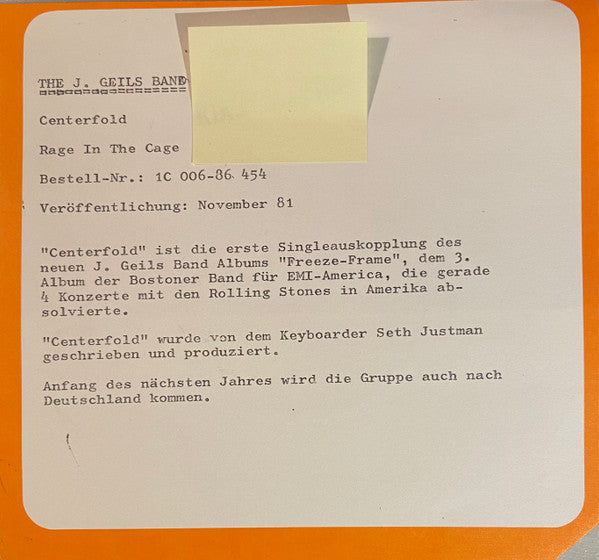 THE J. GEILS BAND
Centerfold
Rage In The Cage
Bestell-Nr.: 1C 006-86 454
Veröffentlichung: November 81
"Centerfold" ist die erste Singleauskopplung des
neuen J. Geils Band Albums "Freeze-Frame", dem 3.
Album der Bostoner Band für EMI-America, die gerade
4 Konzerte mit den Rolling Stones in Amerika ab-
solvierte.
"Centerfold" wurde von dem Keyboarder Seth Justman
geschrieben und produziert.
Anfang des nächsten Jahres wird die Gruppe auch nach
Deutschland kommen.